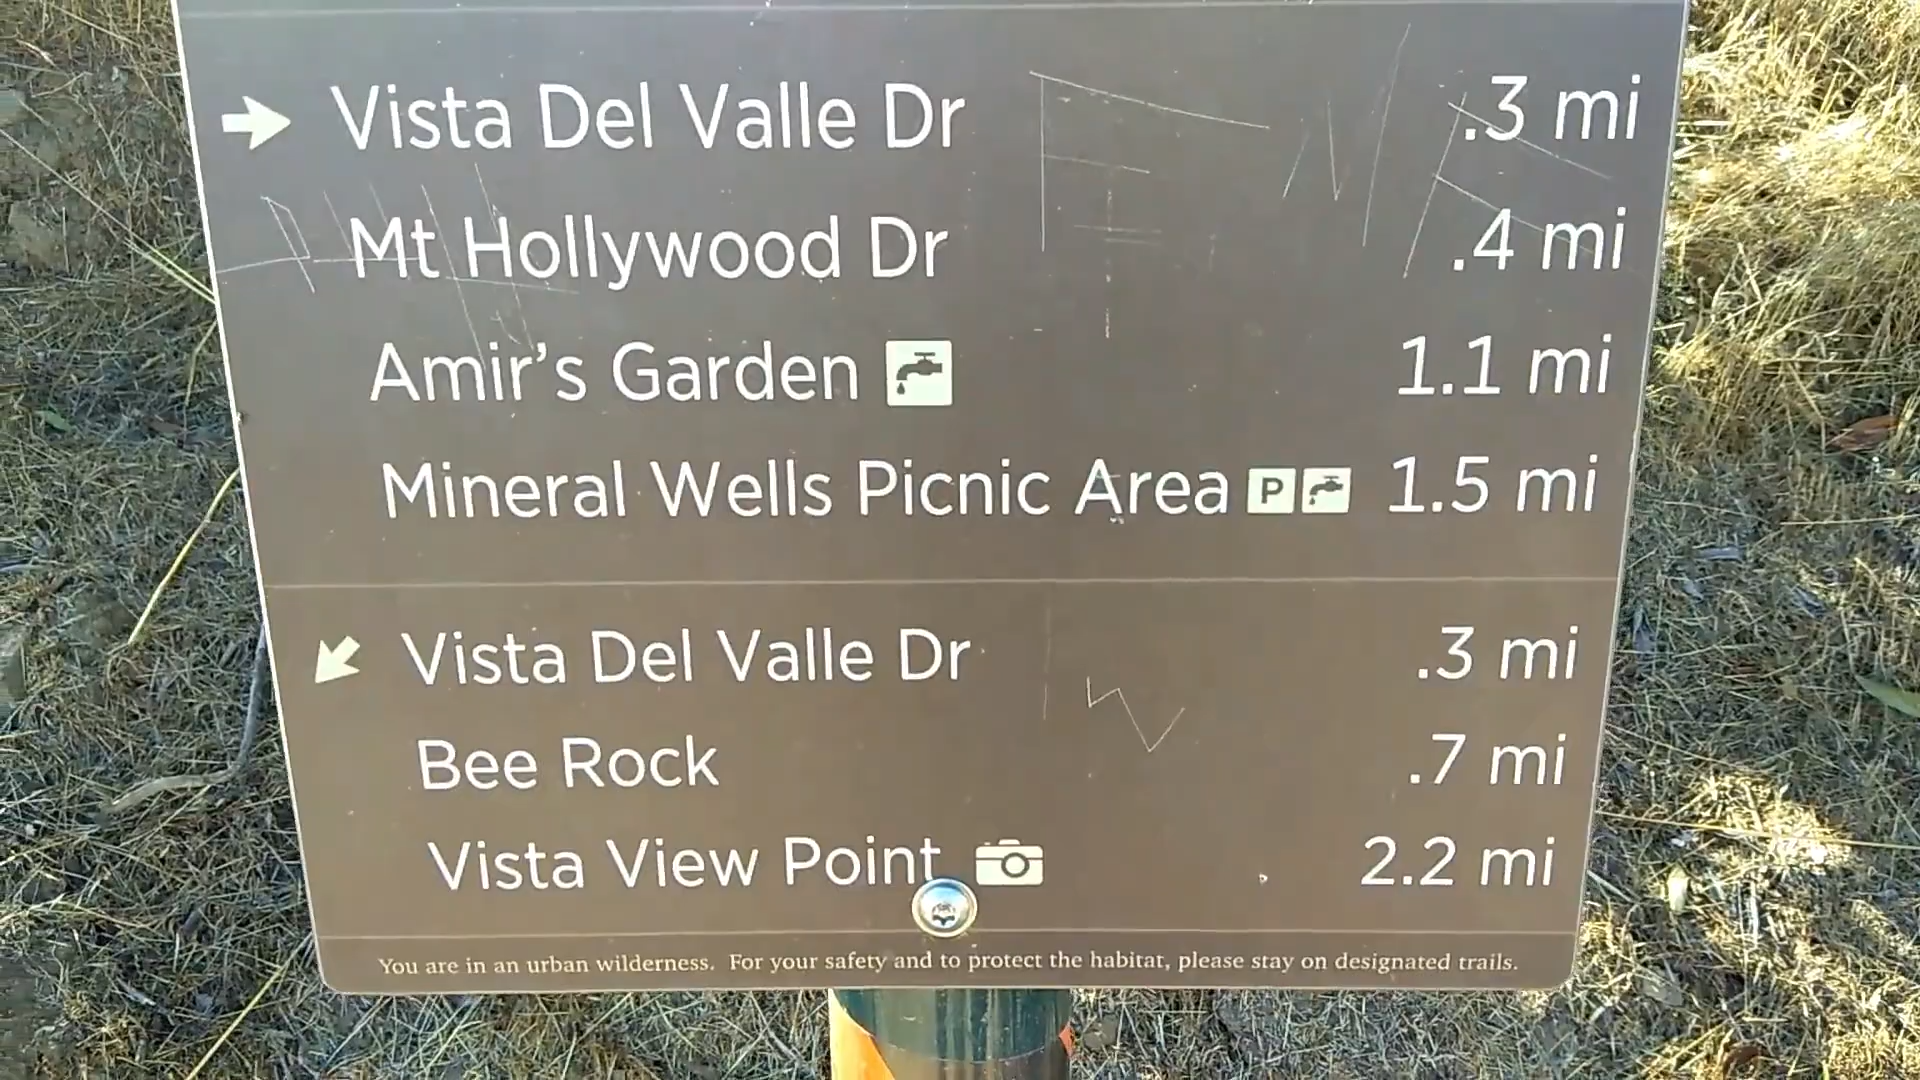 Vista Del Valle Dr .3 mi
Mt Hollywood Dr .4 mi
Amir's Garden 1.1 mi
Mineral Wells Picnic Area P 1.5 mi
Vista Del Valle Dr .3 mi
Bee Rock .7 mi
Vista View Point 2.2 mi
You are in an urban wilderness. For your safety and to protect the habitat, please stay on designated trails.